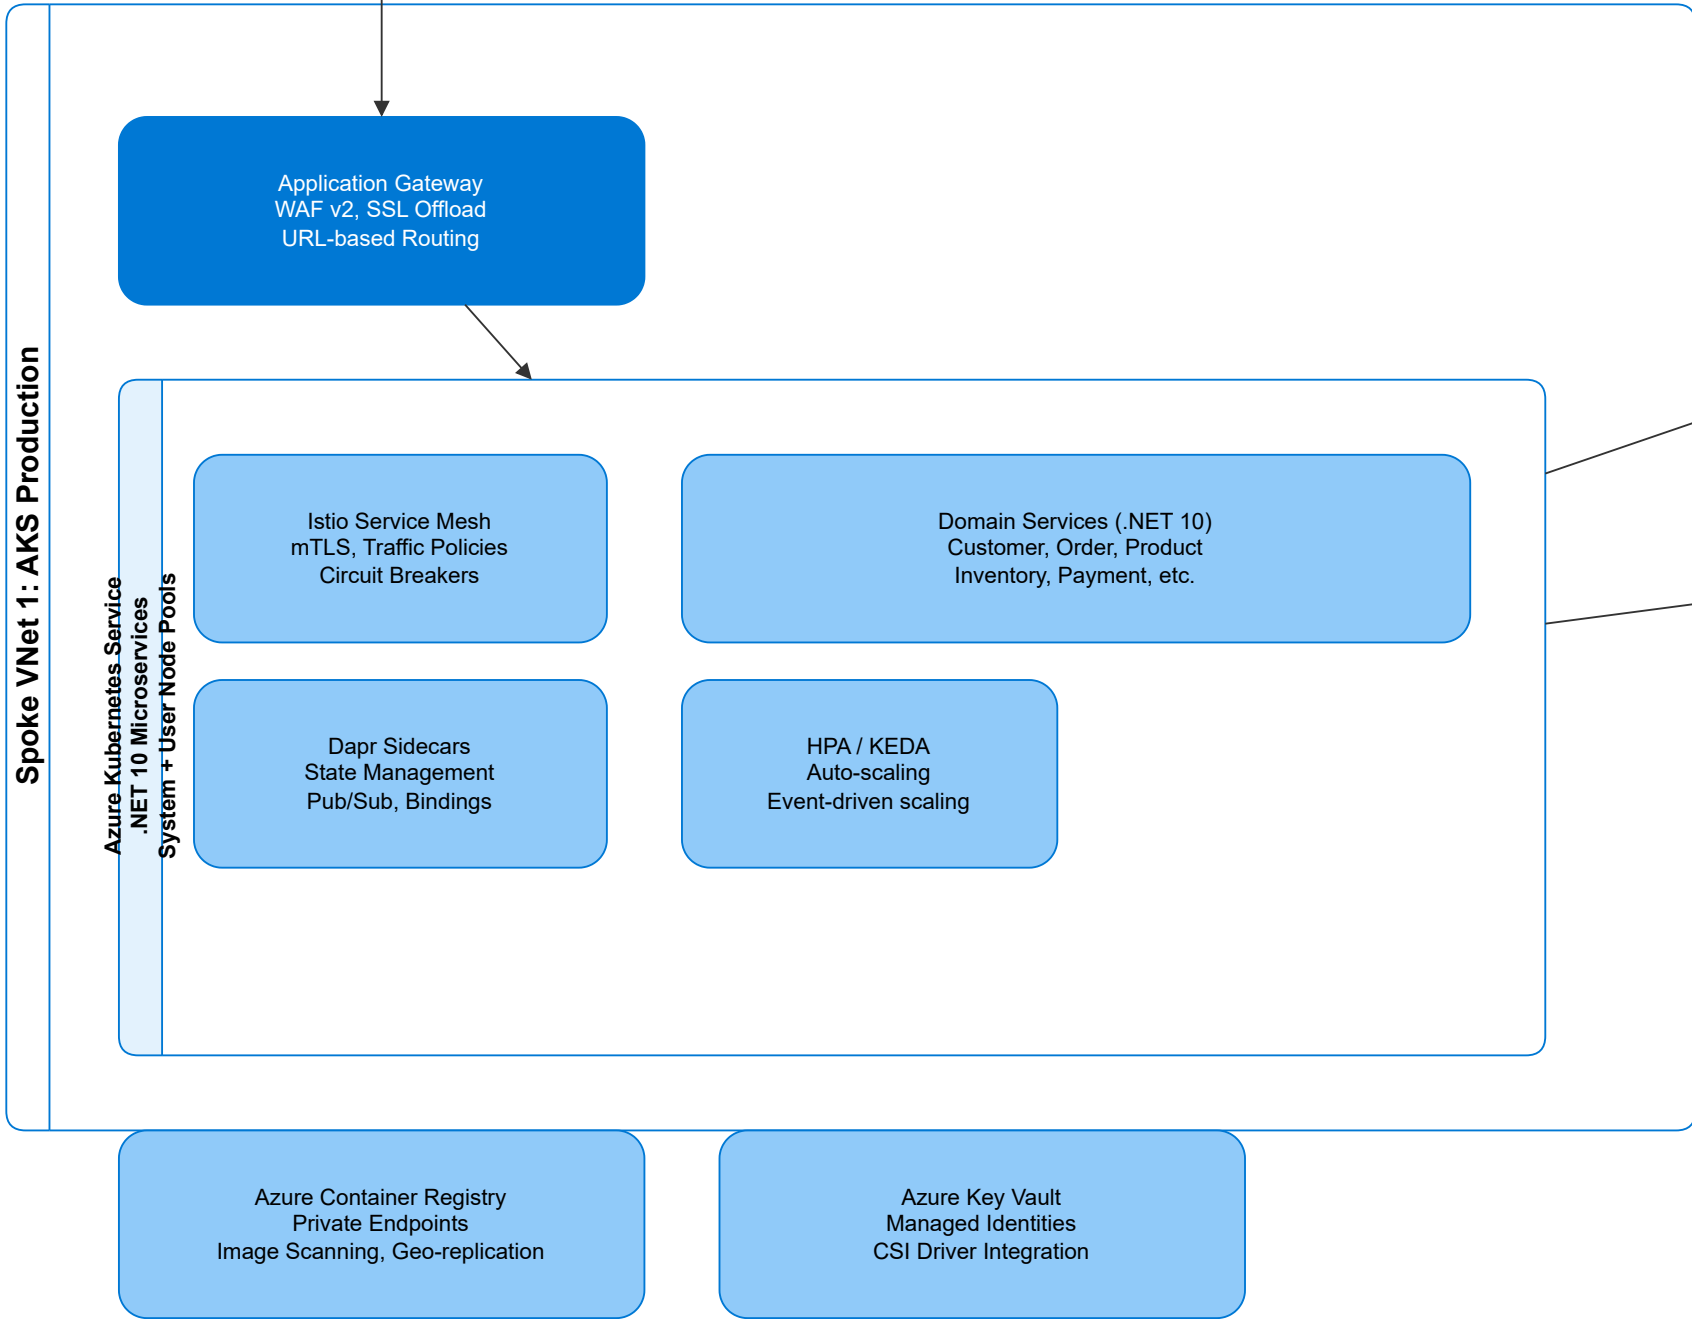 Spoke VNet 1: AKS Production
Application Gateway
WAF v2, SSL Offload
URL-based Routing
Azure Kubernetes Service
.NET 10 Microservices
System + User Node Pools
Istio Service Mesh
mTLS, Traffic Policies
Circuit Breakers
Domain Services (.NET 10)
Customer, Order, Product
Inventory, Payment, etc.
Dapr Sidecars
State Management
Pub/Sub, Bindings
HPA / KEDA
Auto-scaling
Event-driven scaling
Azure Container Registry
Private Endpoints
Image Scanning, Geo-replication
Azure Key Vault
Managed Identities
CSI Driver Integration